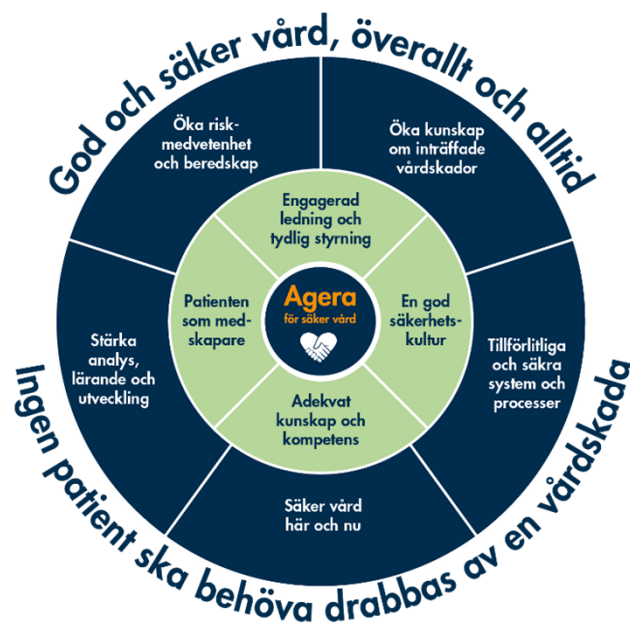 God och säker vård, överallt och alltid
Öka risk-
medvetenhet
och beredskap
Öka kunskap
om inträffade
vårdskador
Engagerad
ledning och
tydlig styrning
Patienten
som med-
skapare
Agera
för säker vård
En god
säkerhets-
kultur
Stärka
analys,
lärande och
utveckling
Tillförlitliga
och säkra
system och
processer
Adekvat
kunskap och
kompetens
Säker vård
här och nu
Ingen patient ska behöva drabbas av en vårdskada